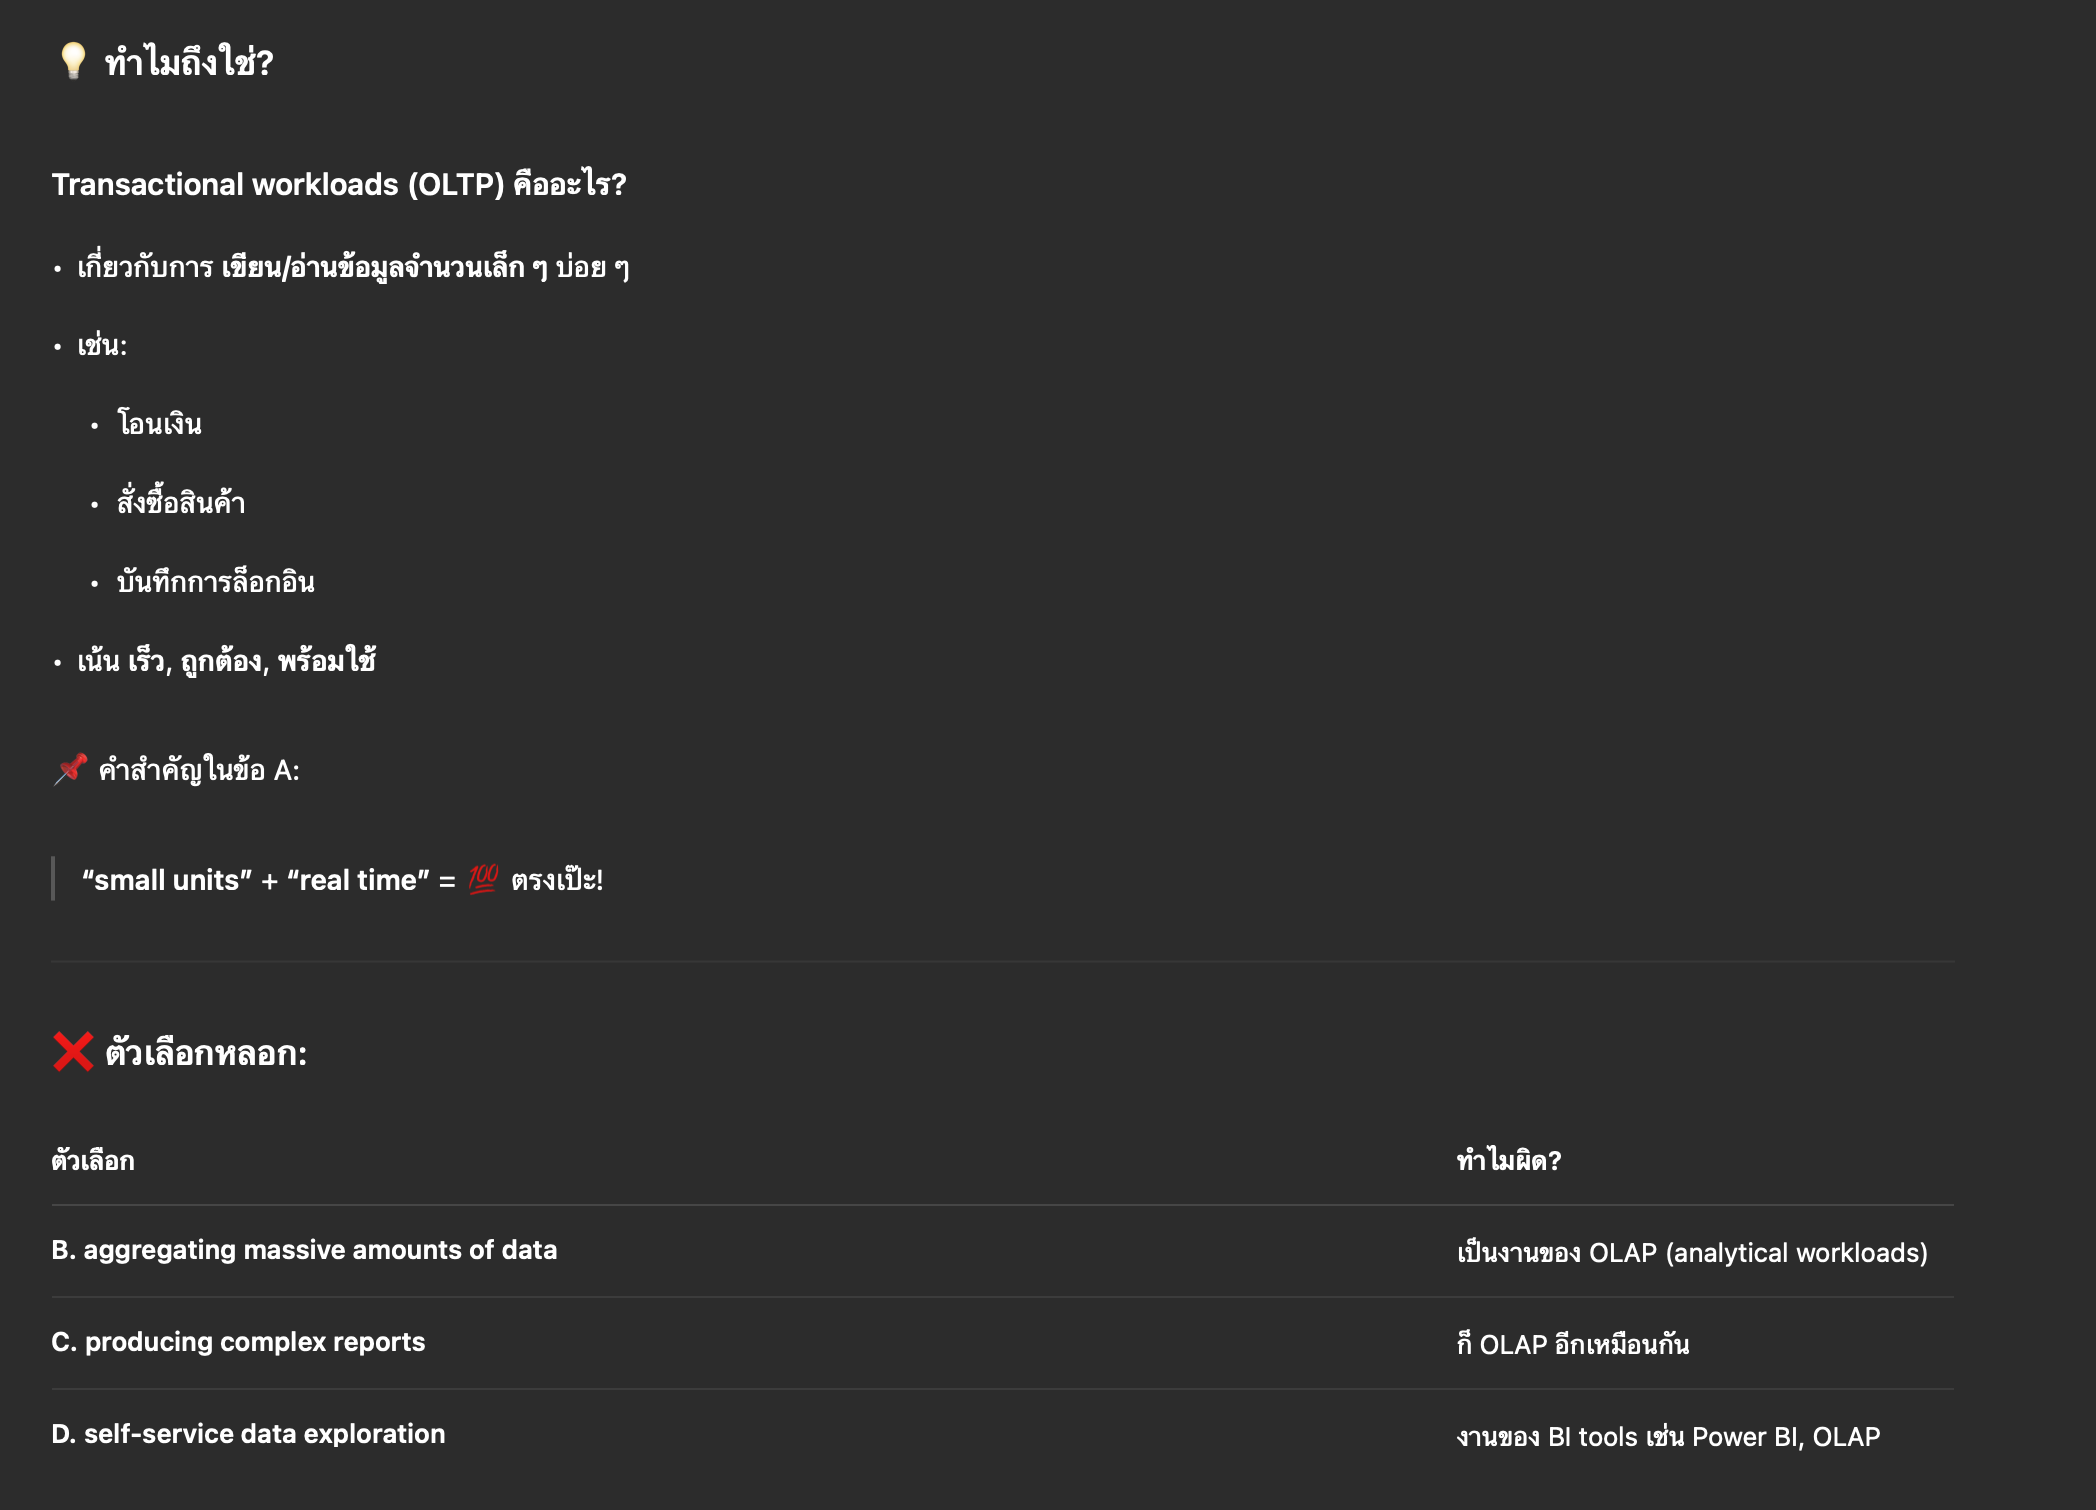 💡 ทำไมถึงใช่?
Transactional workloads (OLTP) คืออะไร?
• เกี่ยวกับการ เขียน/อ่านข้อมูลจำนวนเล็ก ๆ บ่อย ๆ
• เช่น:
• โอนเงิน
• สั่งซื้อสินค้า
• บันทึกการล็อกอิน
• เน้น เร็ว, ถูกต้อง, พร้อมใช้
📌 คำสำคัญในข้อ A:
“small units” + “real time” = 💯 ตรงเป๊ะ!
❌ ตัวเลือกหลอก:
ตัวเลือก ทำไมผิด?
B. aggregating massive amounts of data เป็นงานของ OLAP (analytical workloads)
C. producing complex reports ก็ OLAP อีกเหมือนกัน
D. self-service data exploration งานของ BI tools เช่น Power BI, OLAP